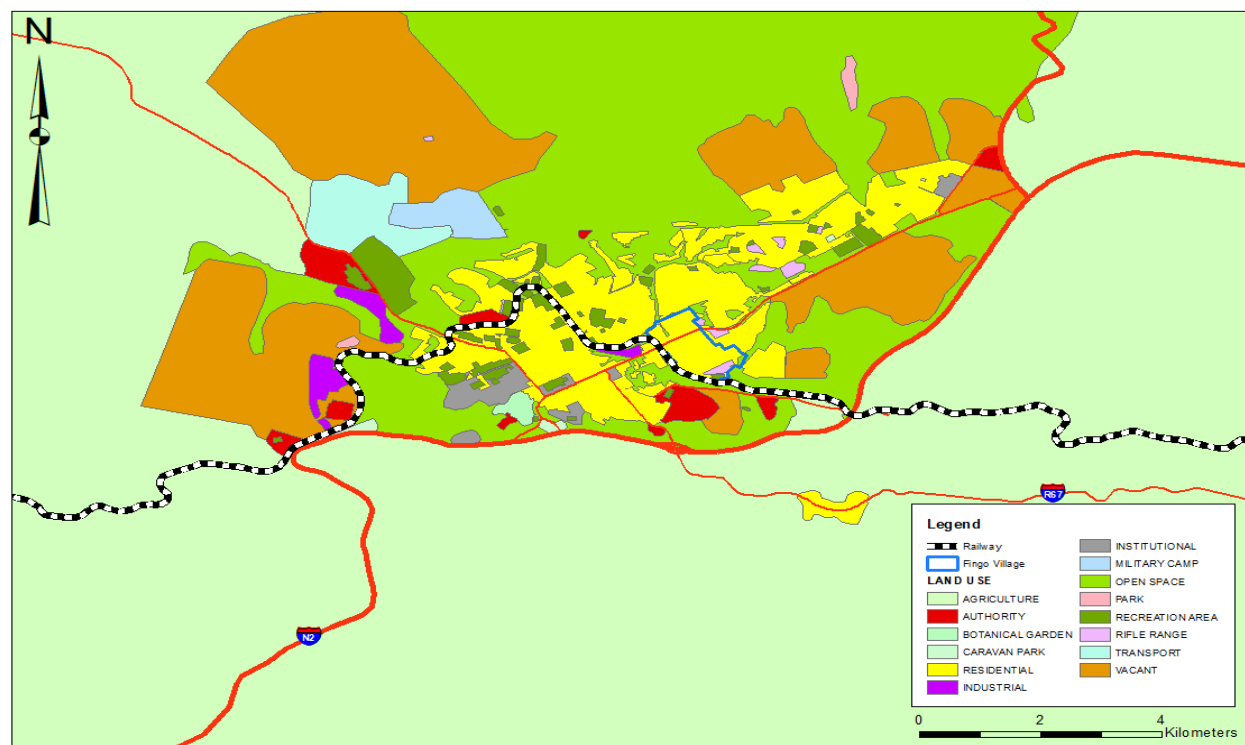 N
R67
N2
Legend
Railway
Fingo Village
LAND USE
AGRICULTURE
AUTHORITY
BOTANICAL GARDEN
CARAVAN PARK
RESIDENTIAL
INDUSTRIAL
INSTITUTIONAL
MILITARY CAMP
OPEN SPACE
PARK
RECREATION AREA
RIFLE RANGE
TRANSPORT
VACANT
0 2 4
Kilometers